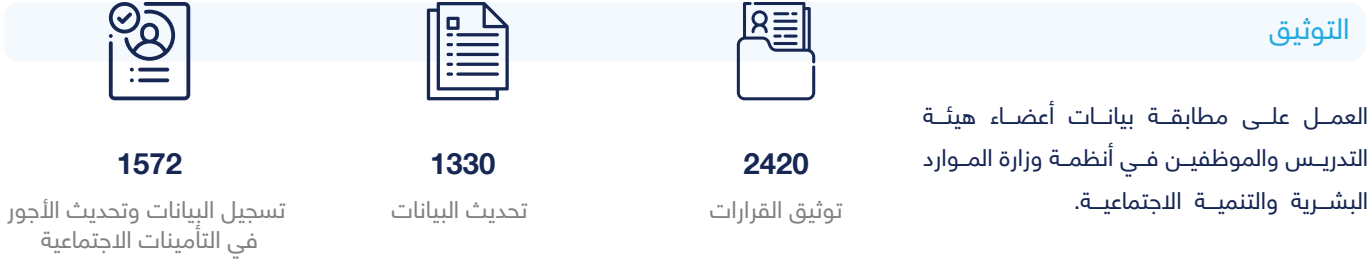 التوثيق
العمل على مطابقة بيانات أعضاء هيئة
التدريس والموظفين في أنظمة وزارة الموارد
البشرية والتنمية الاجتماعية.
2420
توثيق القرارات
1330
تحديث البيانات
1572
تسجيل البيانات وتحديث الأجور
في التأمينات الاجتماعية